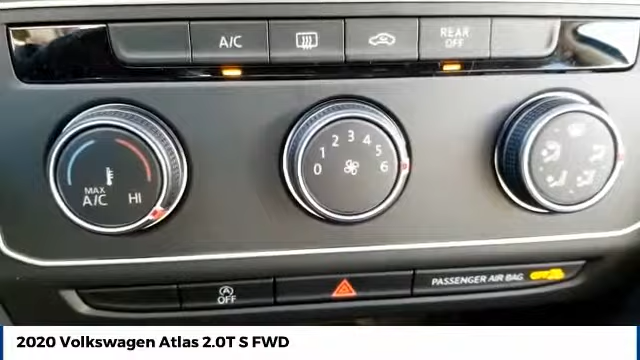 A/C
REAR
OFF
MAX
A/C
HI
0 1 2 3 4 5 6
OFF
PASSENGER AIR BAG
2020 Volkswagen Atlas 2.0T S FWD